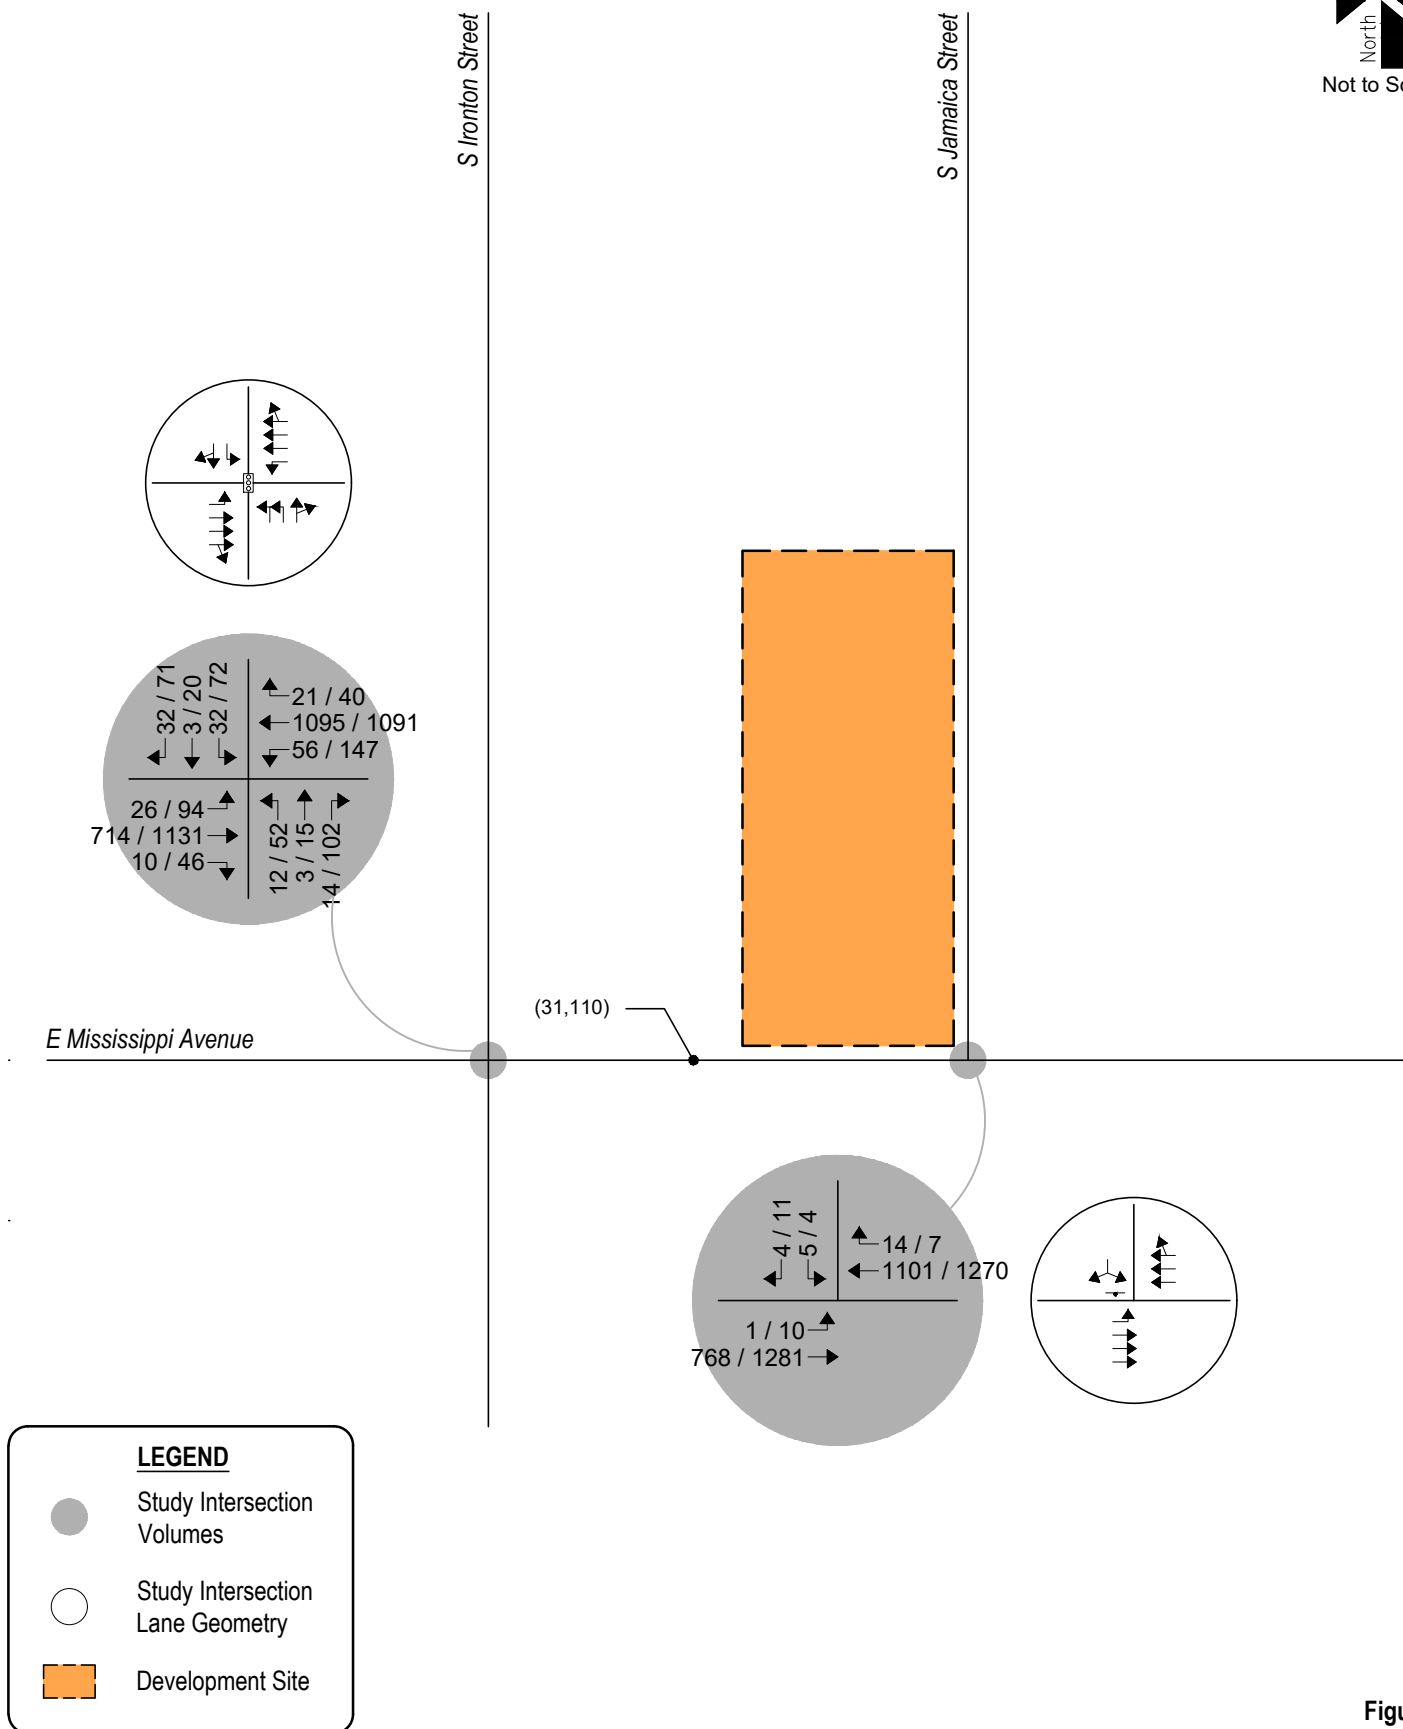 S Ironton Street
S Jamaica Street
North
Not to Sc
32 / 71
3 / 20
32 / 72
21 / 40
1095 / 1091
56 / 147
26 / 94
714 / 1131
10 / 46
12 / 52
3 / 15
14 / 102
(31,110)
E Mississippi Avenue
4 / 11
5 / 4
14 / 7
1101 / 1270
1 / 10
768 / 1281
LEGEND
Study Intersection
Volumes
Study Intersection
Lane Geometry
Development Site
Figu